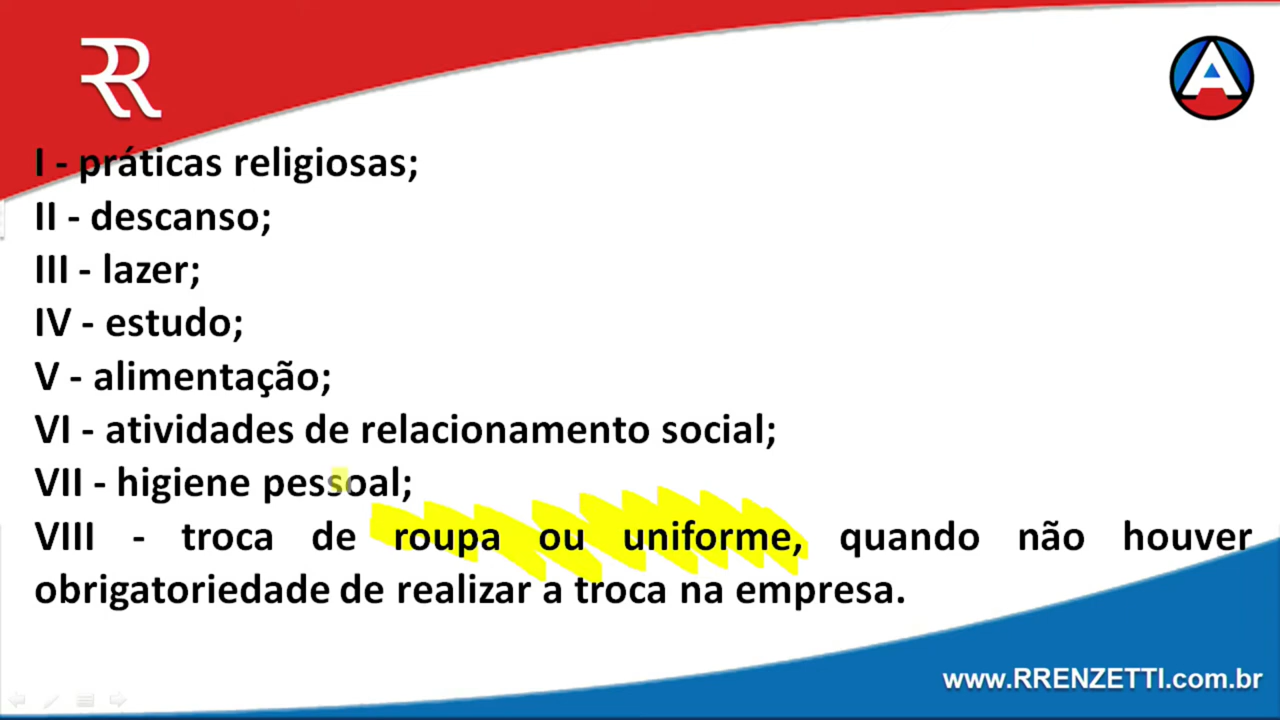 RR
A
I - práticas religiosas;
II - descanso;
III - lazer;
IV - estudo;
V - alimentação;
VI - atividades de relacionamento social;
VII - higiene pessoal;
VIII - troca de roupa ou uniforme, quando não houver
obrigatoriedade de realizar a troca na empresa.
www.RRENZETTI.com.br